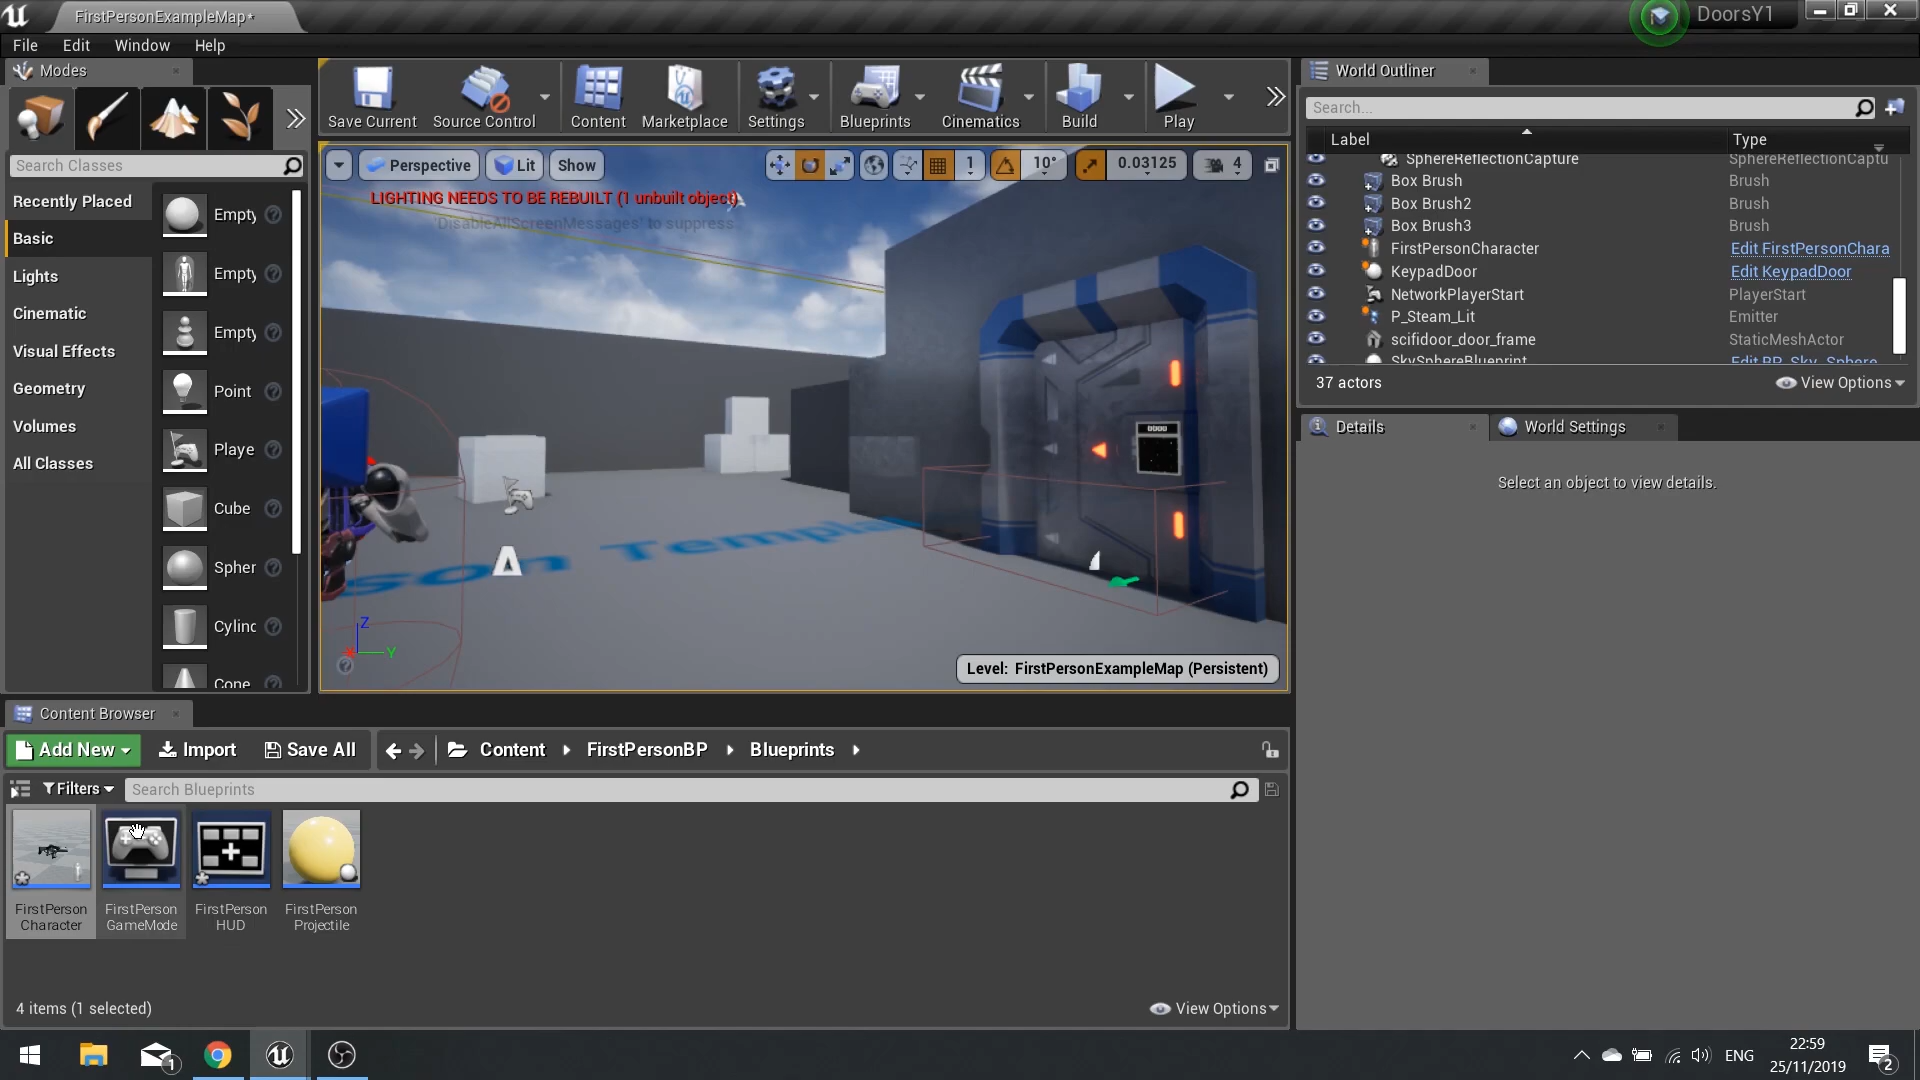 FirstPersonExampleMap*
DoorsY1
File Edit Window Help
Modes
World Outliner
Save Current
Source Control
Content
Marketplace
Settings
Blueprints
Cinematics
Build
Play
Search...
Label
Type
Search Classes
Perspective
Lit
Show
1
10°
0.03125
4
LIGHTING NEEDS TO BE REBUILT (1 unbuilt object)
'DisableAllScreenMessages' to suppress
SphereReflectionCapture SphereReflectionCaptu
Box Brush Brush
Box Brush2 Brush
Box Brush3 Brush
FirstPersonCharacter Edit FirstPersonChara
KeypadDoor Edit KeypadDoor
NetworkPlayerStart PlayerStart
P_Steam_Lit Emitter
scifidoor_door_frame StaticMeshActor
SkySphereBlueprint Edit BP_Sky_Sphere
37 actors
View Options
Recently Placed
Basic
Lights
Cinematic
Visual Effects
Geometry
Volumes
All Classes
Empty
Empty
Empty
Point
Playe
Cube
Spher
Cylinc
Cone
son Templa
Z
Y
Level: FirstPersonExampleMap (Persistent)
Details
World Settings
Select an object to view details.
Content Browser
Add New
Import
Save All
Content
FirstPersonBP
Blueprints
Filters
Search Blueprints
FirstPerson
Character
FirstPerson
GameMode
FirstPerson
HUD
FirstPerson
Projectile
4 items (1 selected)
View Options
1
ENG
22:59
25/11/2019
2